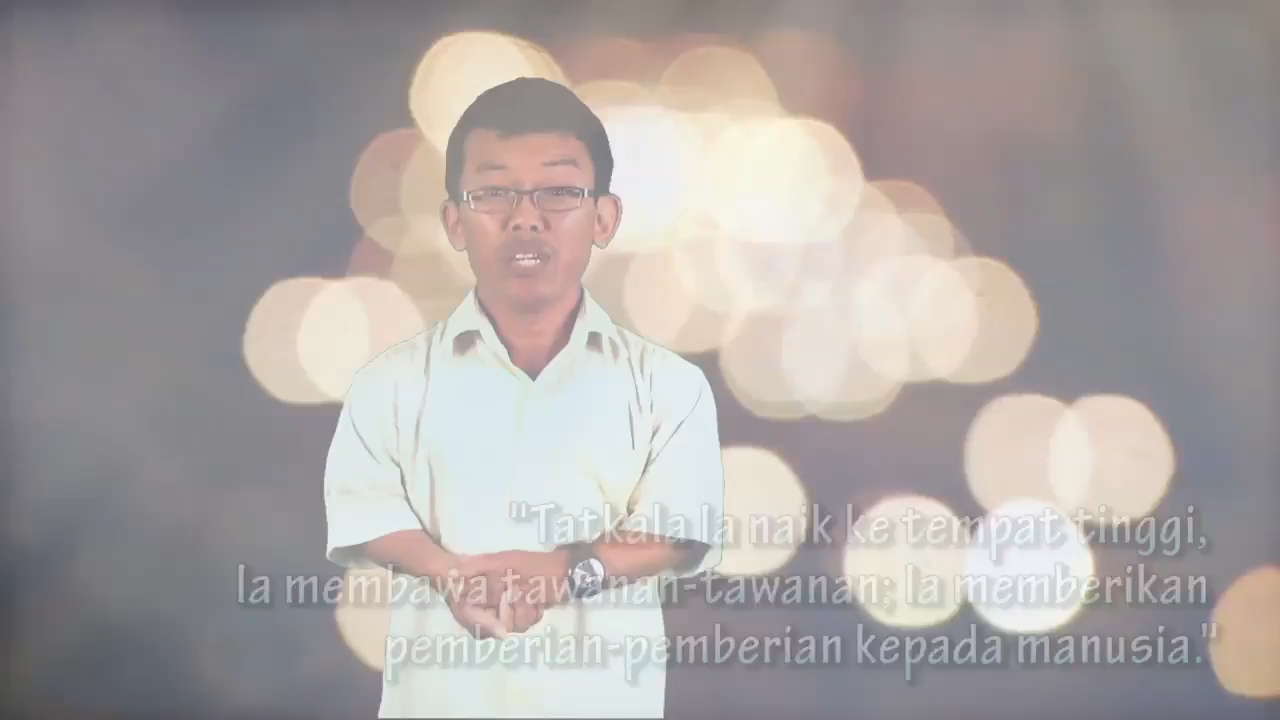 "Tatkala Ia naik ke tempat tinggi,
Ia membawa tawanan-tawanan; Ia memberikan
pemberian-pemberian kepada manusia."